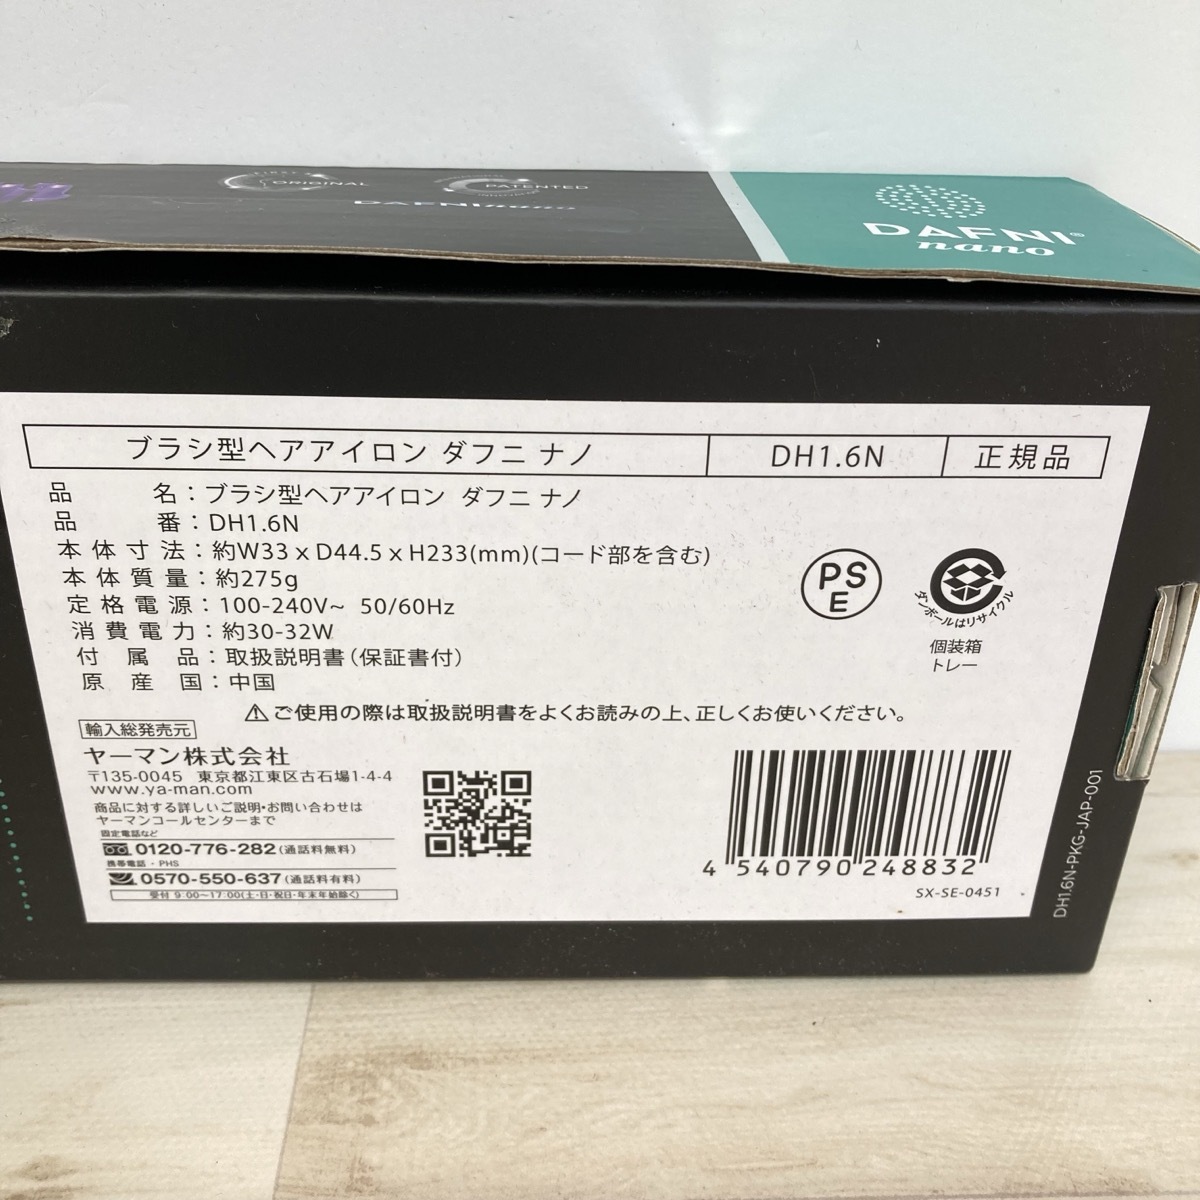 FIRST
ORIGINAL
PATENTED
DAFNI nano
DAFNI®
nano
ブラシ型ヘアアイロン ダフニ ナノ
DH1.6N
正規品
品名：ブラシ型ヘアアイロン ダフニ ナノ
品番：DH1.6N
本体寸法：約W33 x D44.5 x H233(mm)(コード部を含む)
本体質量：約275g
定格電源：100-240V~ 50/60Hz
消費電力：約30-32W
付属品：取扱説明書(保証書付)
原産国：中国
PSE
ダンボールはリサイクル
個装箱
トレー
⚠ご使用の際は取扱説明書をよくお読みの上、正しくお使いください。
輸入総発売元
ヤーマン株式会社
〒135-0045 東京都江東区古石場1-4-4
www.ya-man.com
商品に対する詳しいご説明・お問い合わせは
ヤーマンコールセンターまで
固定電話など
0120-776-282(通話料無料)
携帯電話・PHS
0570-550-637(通話料有料)
受付 9:00~17:00(土・日・祝日・年末年始除く)
4 540790 248832
SX-SE-0451
DH1.6N-PKG-JAP-001